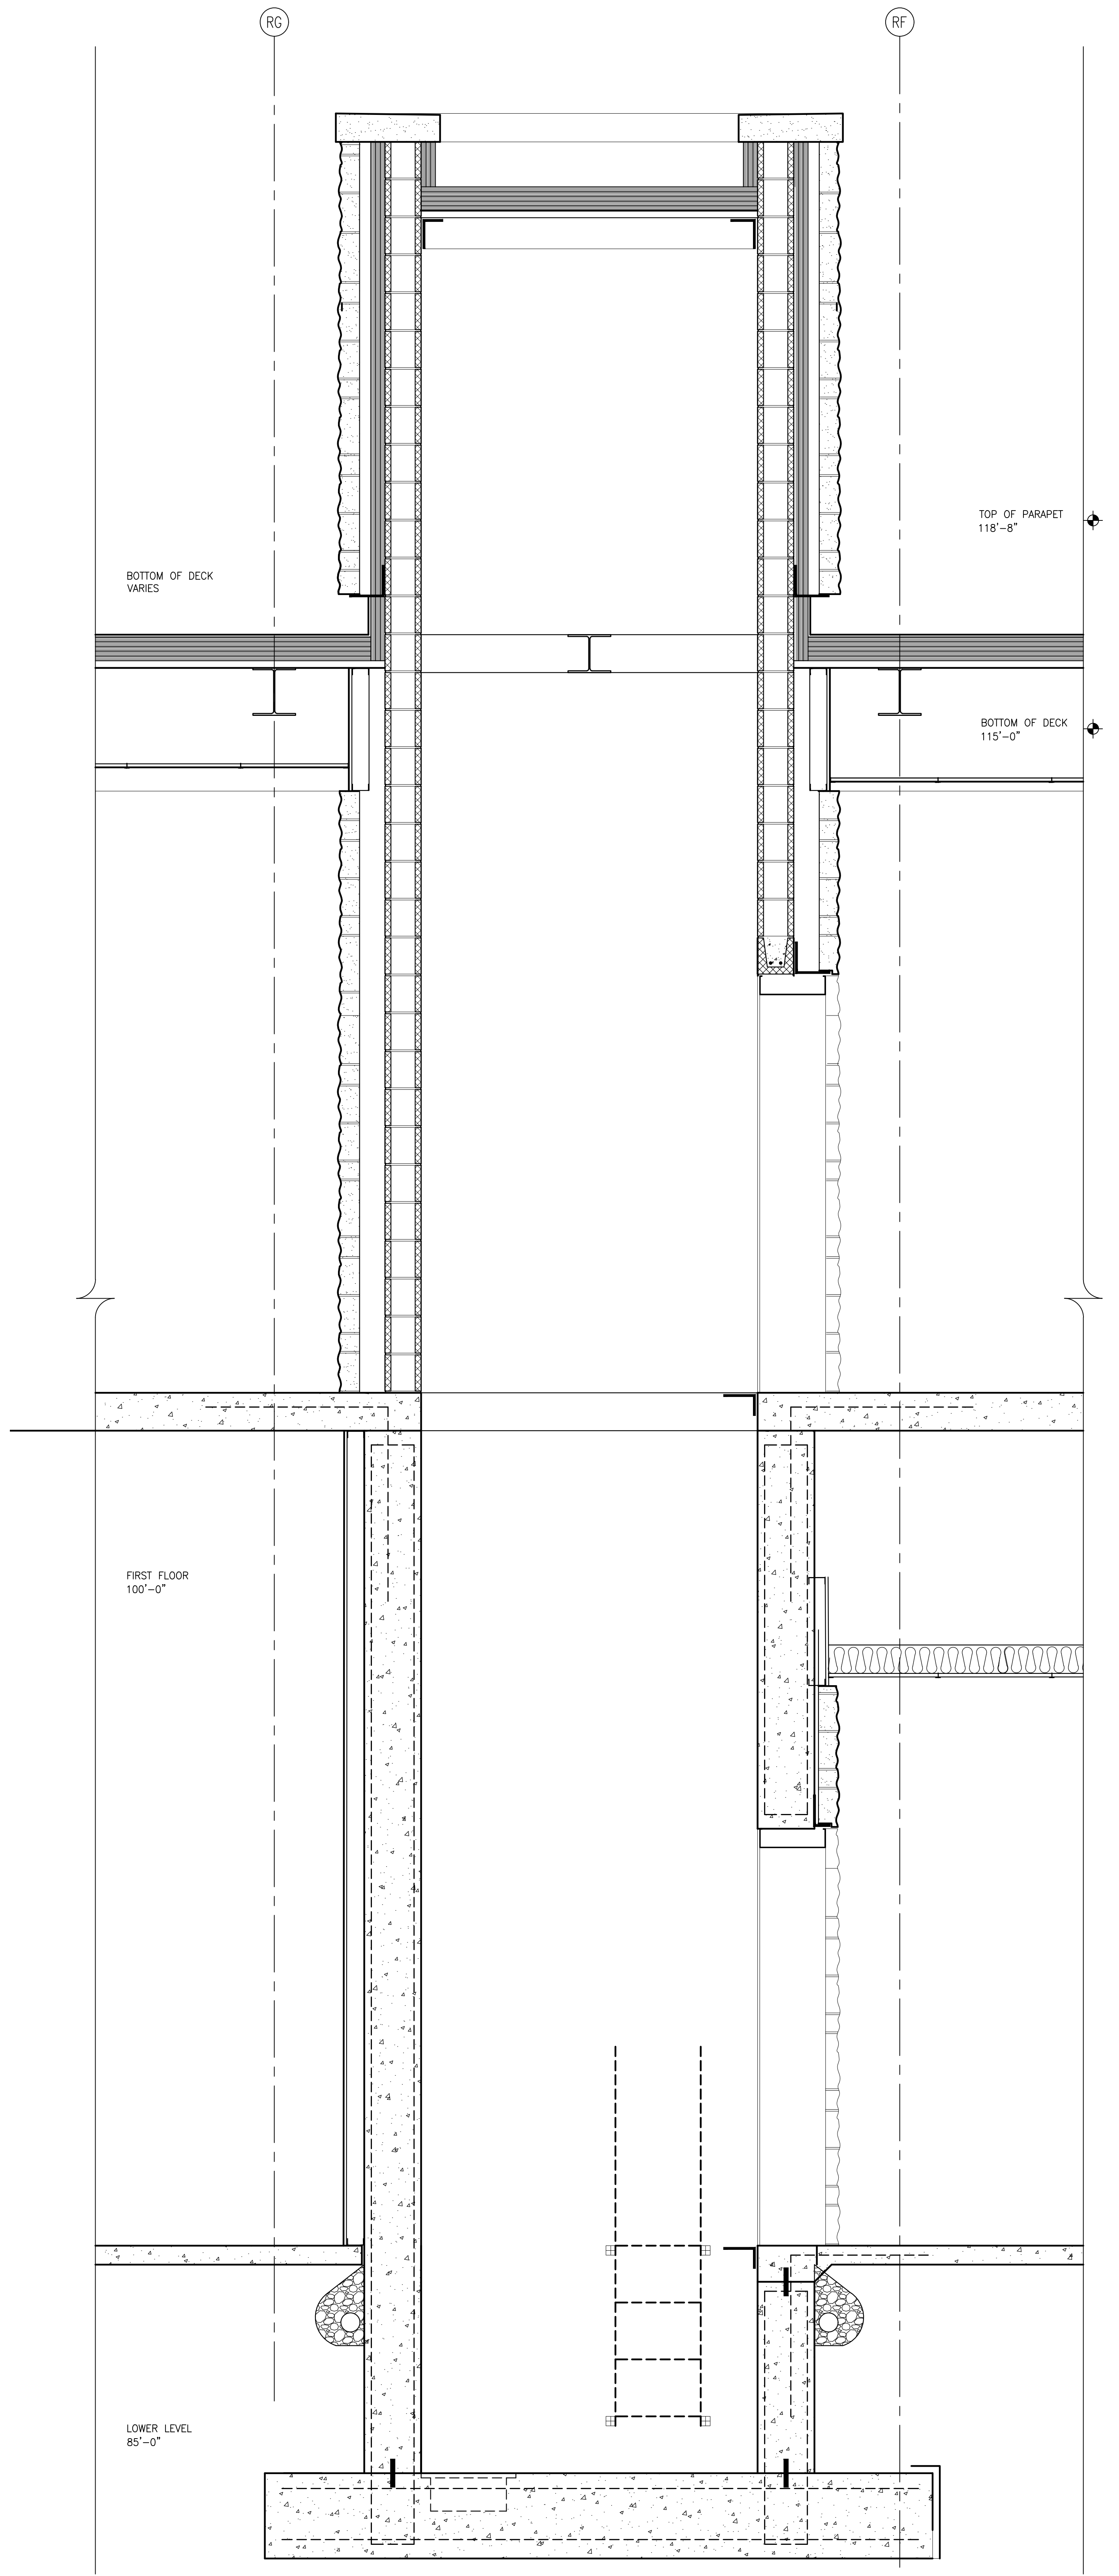 RG
RF
TOP OF PARAPET
118'-8"
BOTTOM OF DECK
VARIES
BOTTOM OF DECK
115'-0"
FIRST FLOOR
100'-0"
LOWER LEVEL
85'-0"